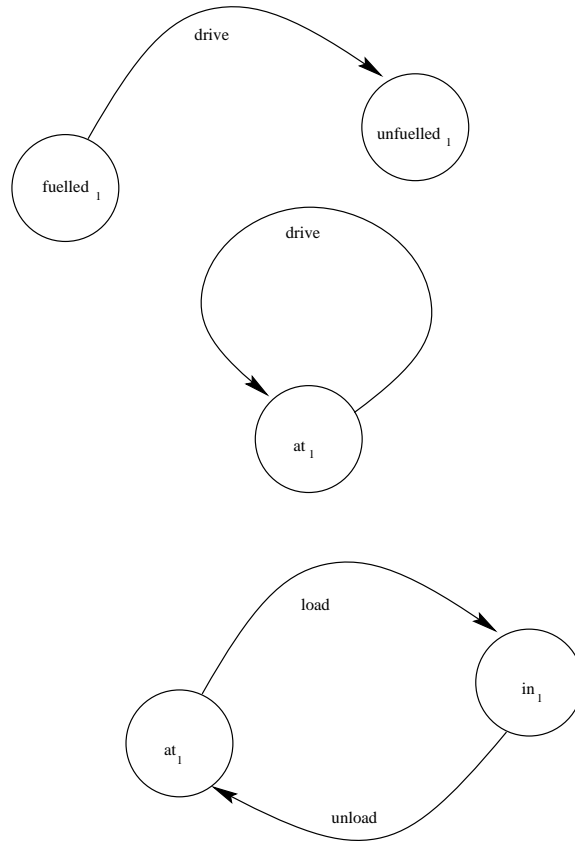 drive
unfuelled 1
fuelled 1
drive
at 1
load
in 1
at 1
unload